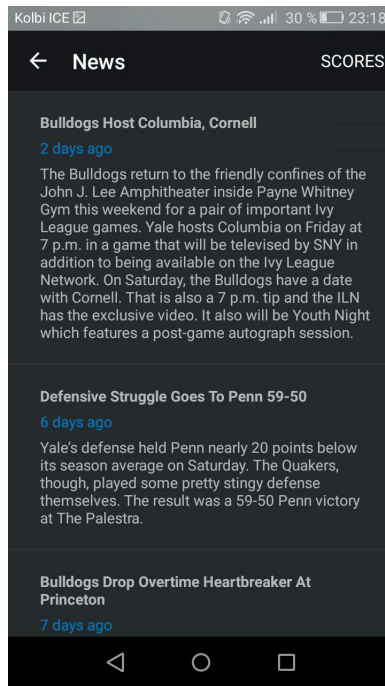 Kolbi ICE 30 % 23:18
News SCORES
Bulldogs Host Columbia, Cornell
2 days ago
The Bulldogs return to the friendly confines of the
John J. Lee Amphitheater inside Payne Whitney
Gym this weekend for a pair of important Ivy
League games. Yale hosts Columbia on Friday at
7 p.m. in a game that will be televised by SNY in
addition to being available on the Ivy League
Network. On Saturday, the Bulldogs have a date
with Cornell. That is also a 7 p.m. tip and the ILN
has the exclusive video. It also will be Youth Night
which features a post-game autograph session.
Defensive Struggle Goes To Penn 59-50
6 days ago
Yale’s defense held Penn nearly 20 points below
its season average on Saturday. The Quakers,
though, played some pretty stingy defense
themselves. The result was a 59-50 Penn victory
at The Palestra.
Bulldogs Drop Overtime Heartbreaker At
Princeton
7 days ago